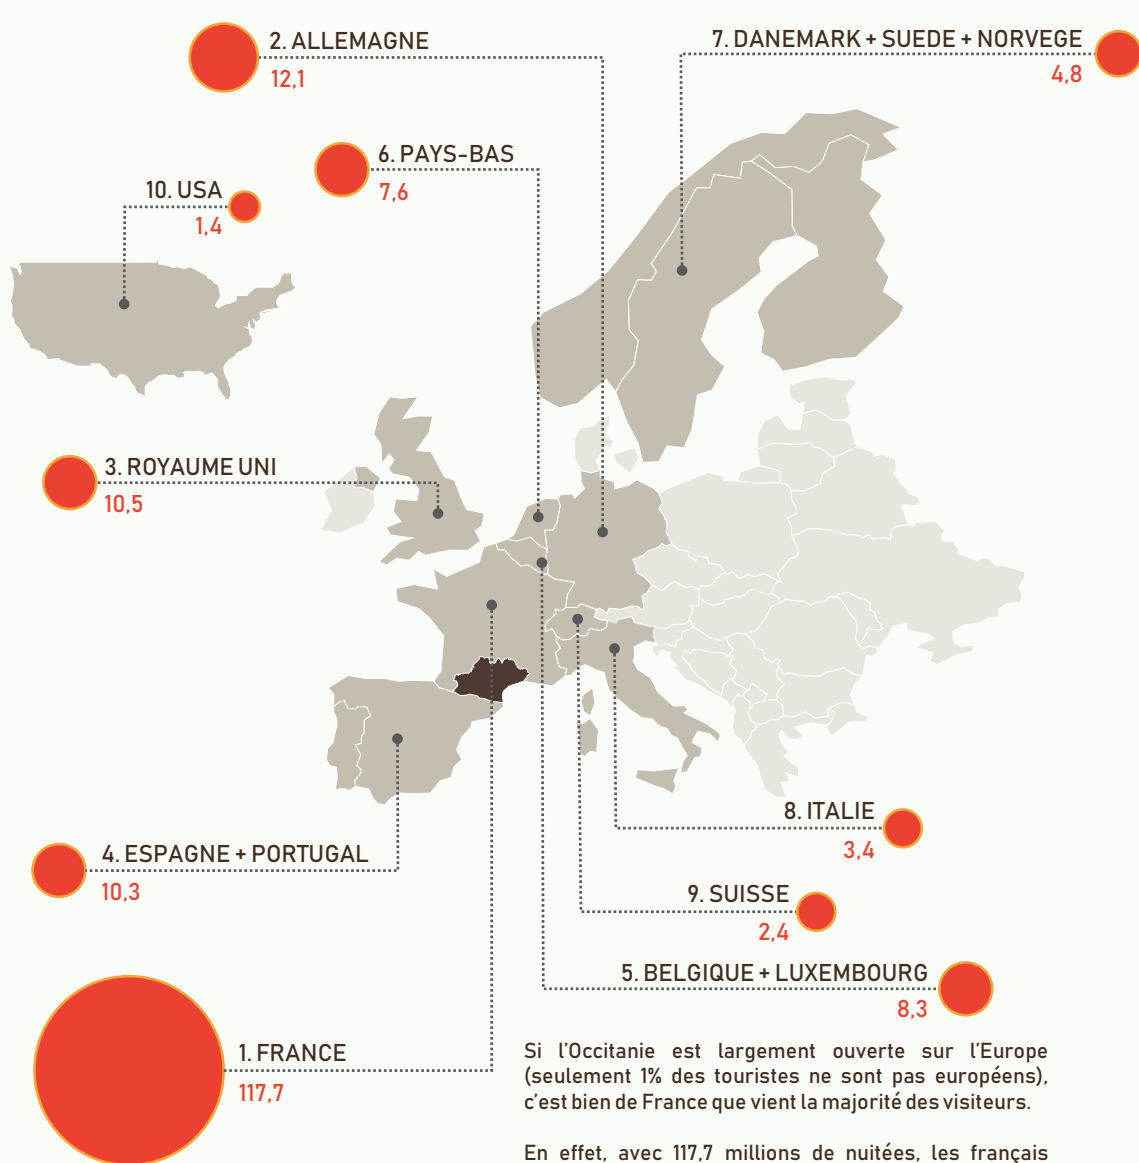 2. ALLEMAGNE
12,1
7. DANEMARK + SUEDE + NORVEGE
4,8
6. PAYS-BAS
7,6
10. USA
1,4
3. ROYAUME UNI
10,5
8. ITALIE
3,4
4. ESPAGNE + PORTUGAL
10,3
9. SUISSE
2,4
5. BELGIQUE + LUXEMBOURG
8,3
1. FRANCE
117,7
Si l'Occitanie est largement ouverte sur l'Europe
(seulement 1% des touristes ne sont pas européens),
c'est bien de France que vient la majorité des visiteurs.
En effet, avec 117,7 millions de nuitées, les français